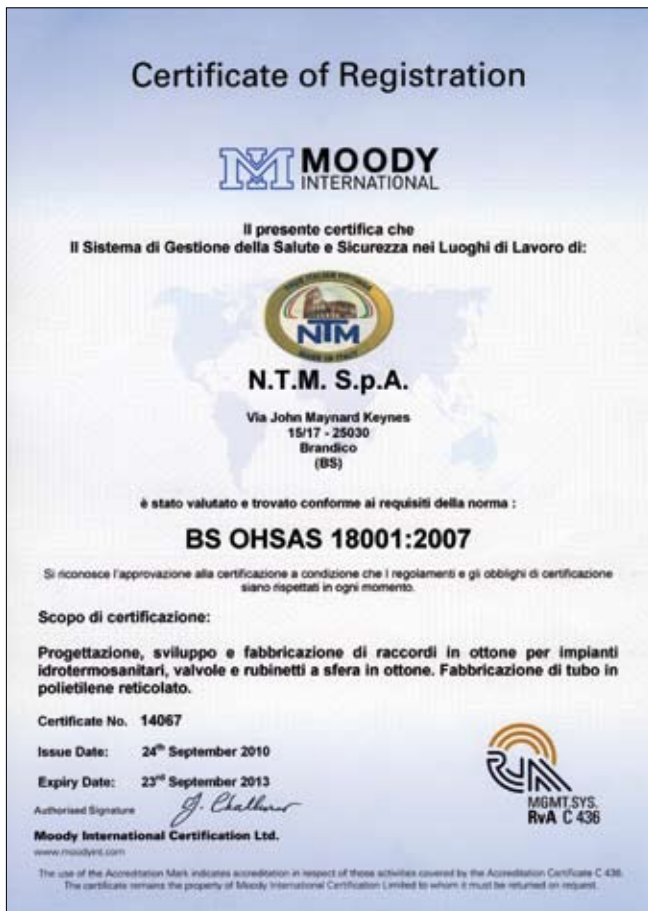 Certificate of Registration
MOODY
INTERNATIONAL
Il presente certifica che
Il Sistema di Gestione della Salute e Sicurezza nei Luoghi di Lavoro di:
NTM
MADE IN ITALY
N.T.M. S.p.A.
Via John Maynard Keynes
15/17 - 25030
Brandico
(BS)
è stato valutato e trovato conforme ai requisiti della norma :
BS OHSAS 18001:2007
Si riconosce l'approvazione alla certificazione a condizione che I regolamenti e gli obblighi di certificazione
siano rispettati in ogni momento.
Scopo di certificazione:
Progettazione, sviluppo e fabbricazione di raccordi in ottone per impianti
idrotermosanitari, valvole e rubinetti a sfera in ottone. Fabbricazione di tubo in
polietilene reticolato.
Certificate No. 14067
Issue Date: 24th September 2010
Expiry Date: 23rd September 2013
Authorised Signature
Moody International Certification Ltd.
www.moodyint.com
RvA
MGMT.SYS.
RvA C 436
The use of the Accreditation Mark indicates accreditation in respect of those activities covered by the Accreditation Certificate C 436.
The certificate remains the property of Moody International Certification Limited to whom it must be returned on request.